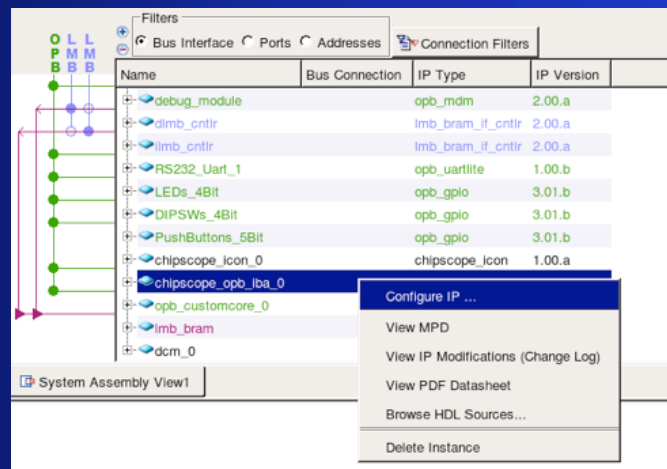 Filters
Bus Interface Ports Addresses
Connection Filters
OPB LMB LMB
Name Bus Connection IP Type IP Version
debug_module opb_mdm 2.00.a
dlmb_cntlr lmb_bram_if_cntlr 2.00.a
ilmb_cntlr lmb_bram_if_cntlr 2.00.a
RS232_Uart_1 opb_uartlite 1.00.b
LEDs_4Bit opb_gpio 3.01.b
DIPSWs_4Bit opb_gpio 3.01.b
PushButtons_5Bit opb_gpio 3.01.b
chipscope_icon_0 chipscope_icon 1.00.a
chipscope_opb_iba_0
opb_customcore_0
lmb_bram
dcm_0
Configure IP ...
View MPD
View IP Modifications (Change Log)
View PDF Datasheet
Browse HDL Sources...
Delete Instance
System Assembly View1